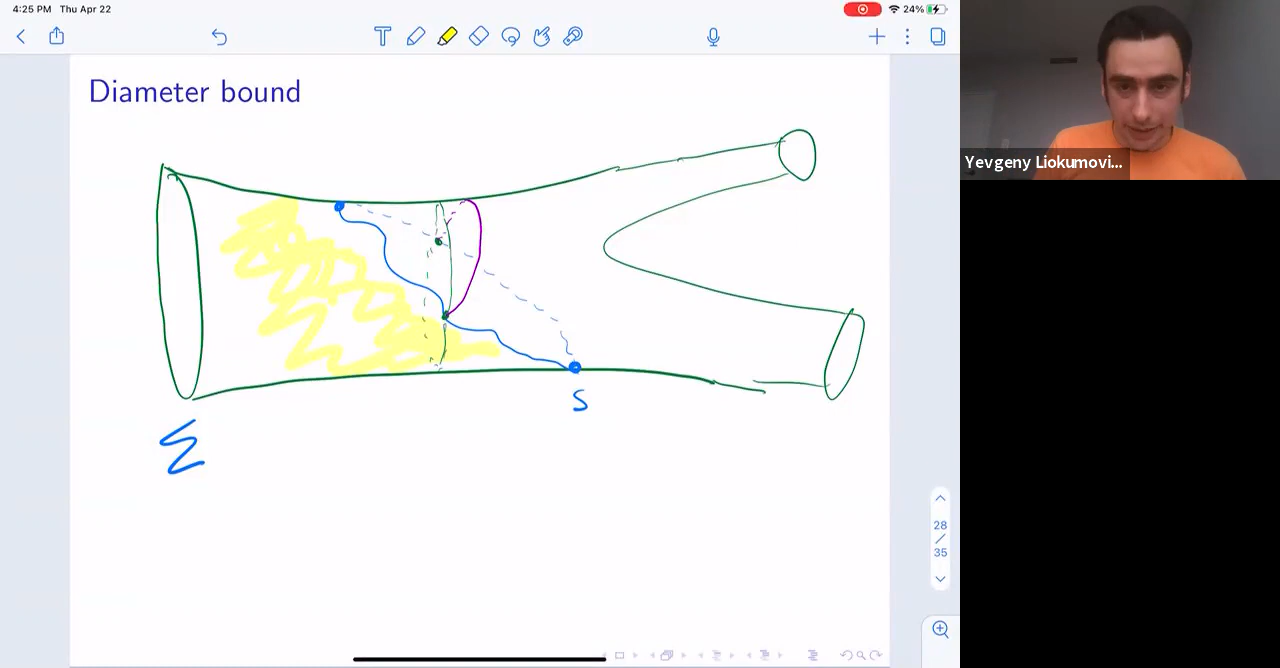 4:25 PM Thu Apr 22
24%
T
Diameter bound
Yevgeny Liokumovi...
S
Σ
28
/
35